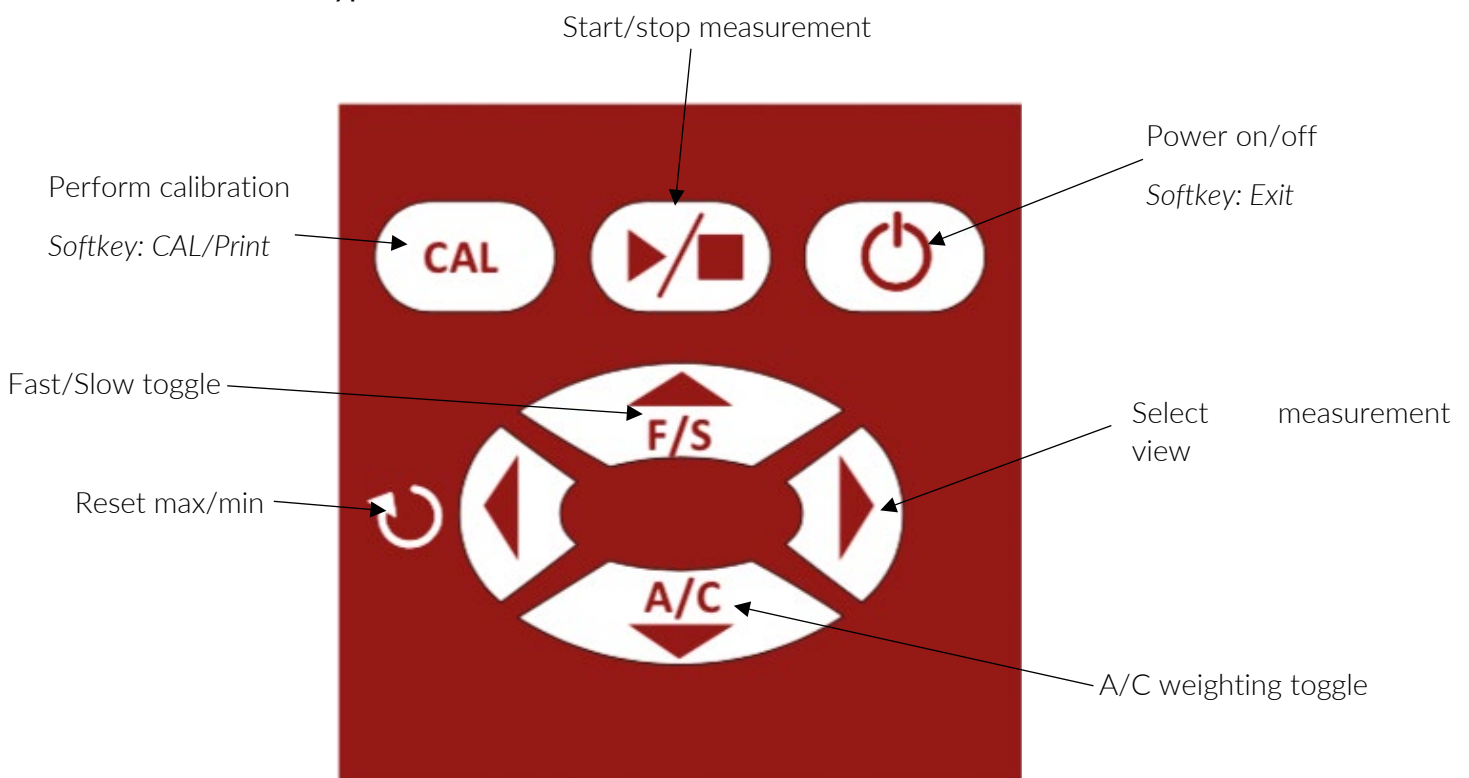 Start/stop measurement
Power on/off
Softkey: Exit
Perform calibration
Softkey: CAL/Print
CAL
Fast/Slow toggle
F/S
Select measurement
view
Reset max/min
A/C
A/C weighting toggle